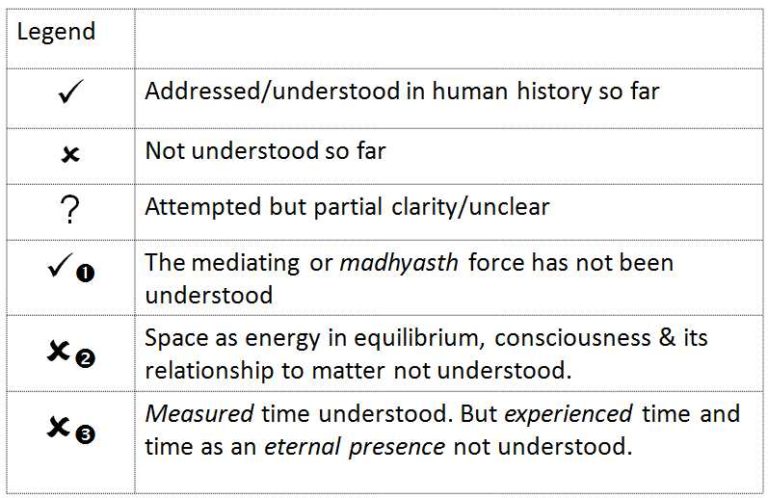 Legend
✓ Addressed/understood in human history so far
✖ Not understood so far
? Attempted but partial clarity/unclear
✓❶ The mediating or madhyasth force has not been
understood
✖❷ Space as energy in equilibrium, consciousness & its
relationship to matter not understood.
✖❸ Measured time understood. But experienced time and
time as an eternal presence not understood.